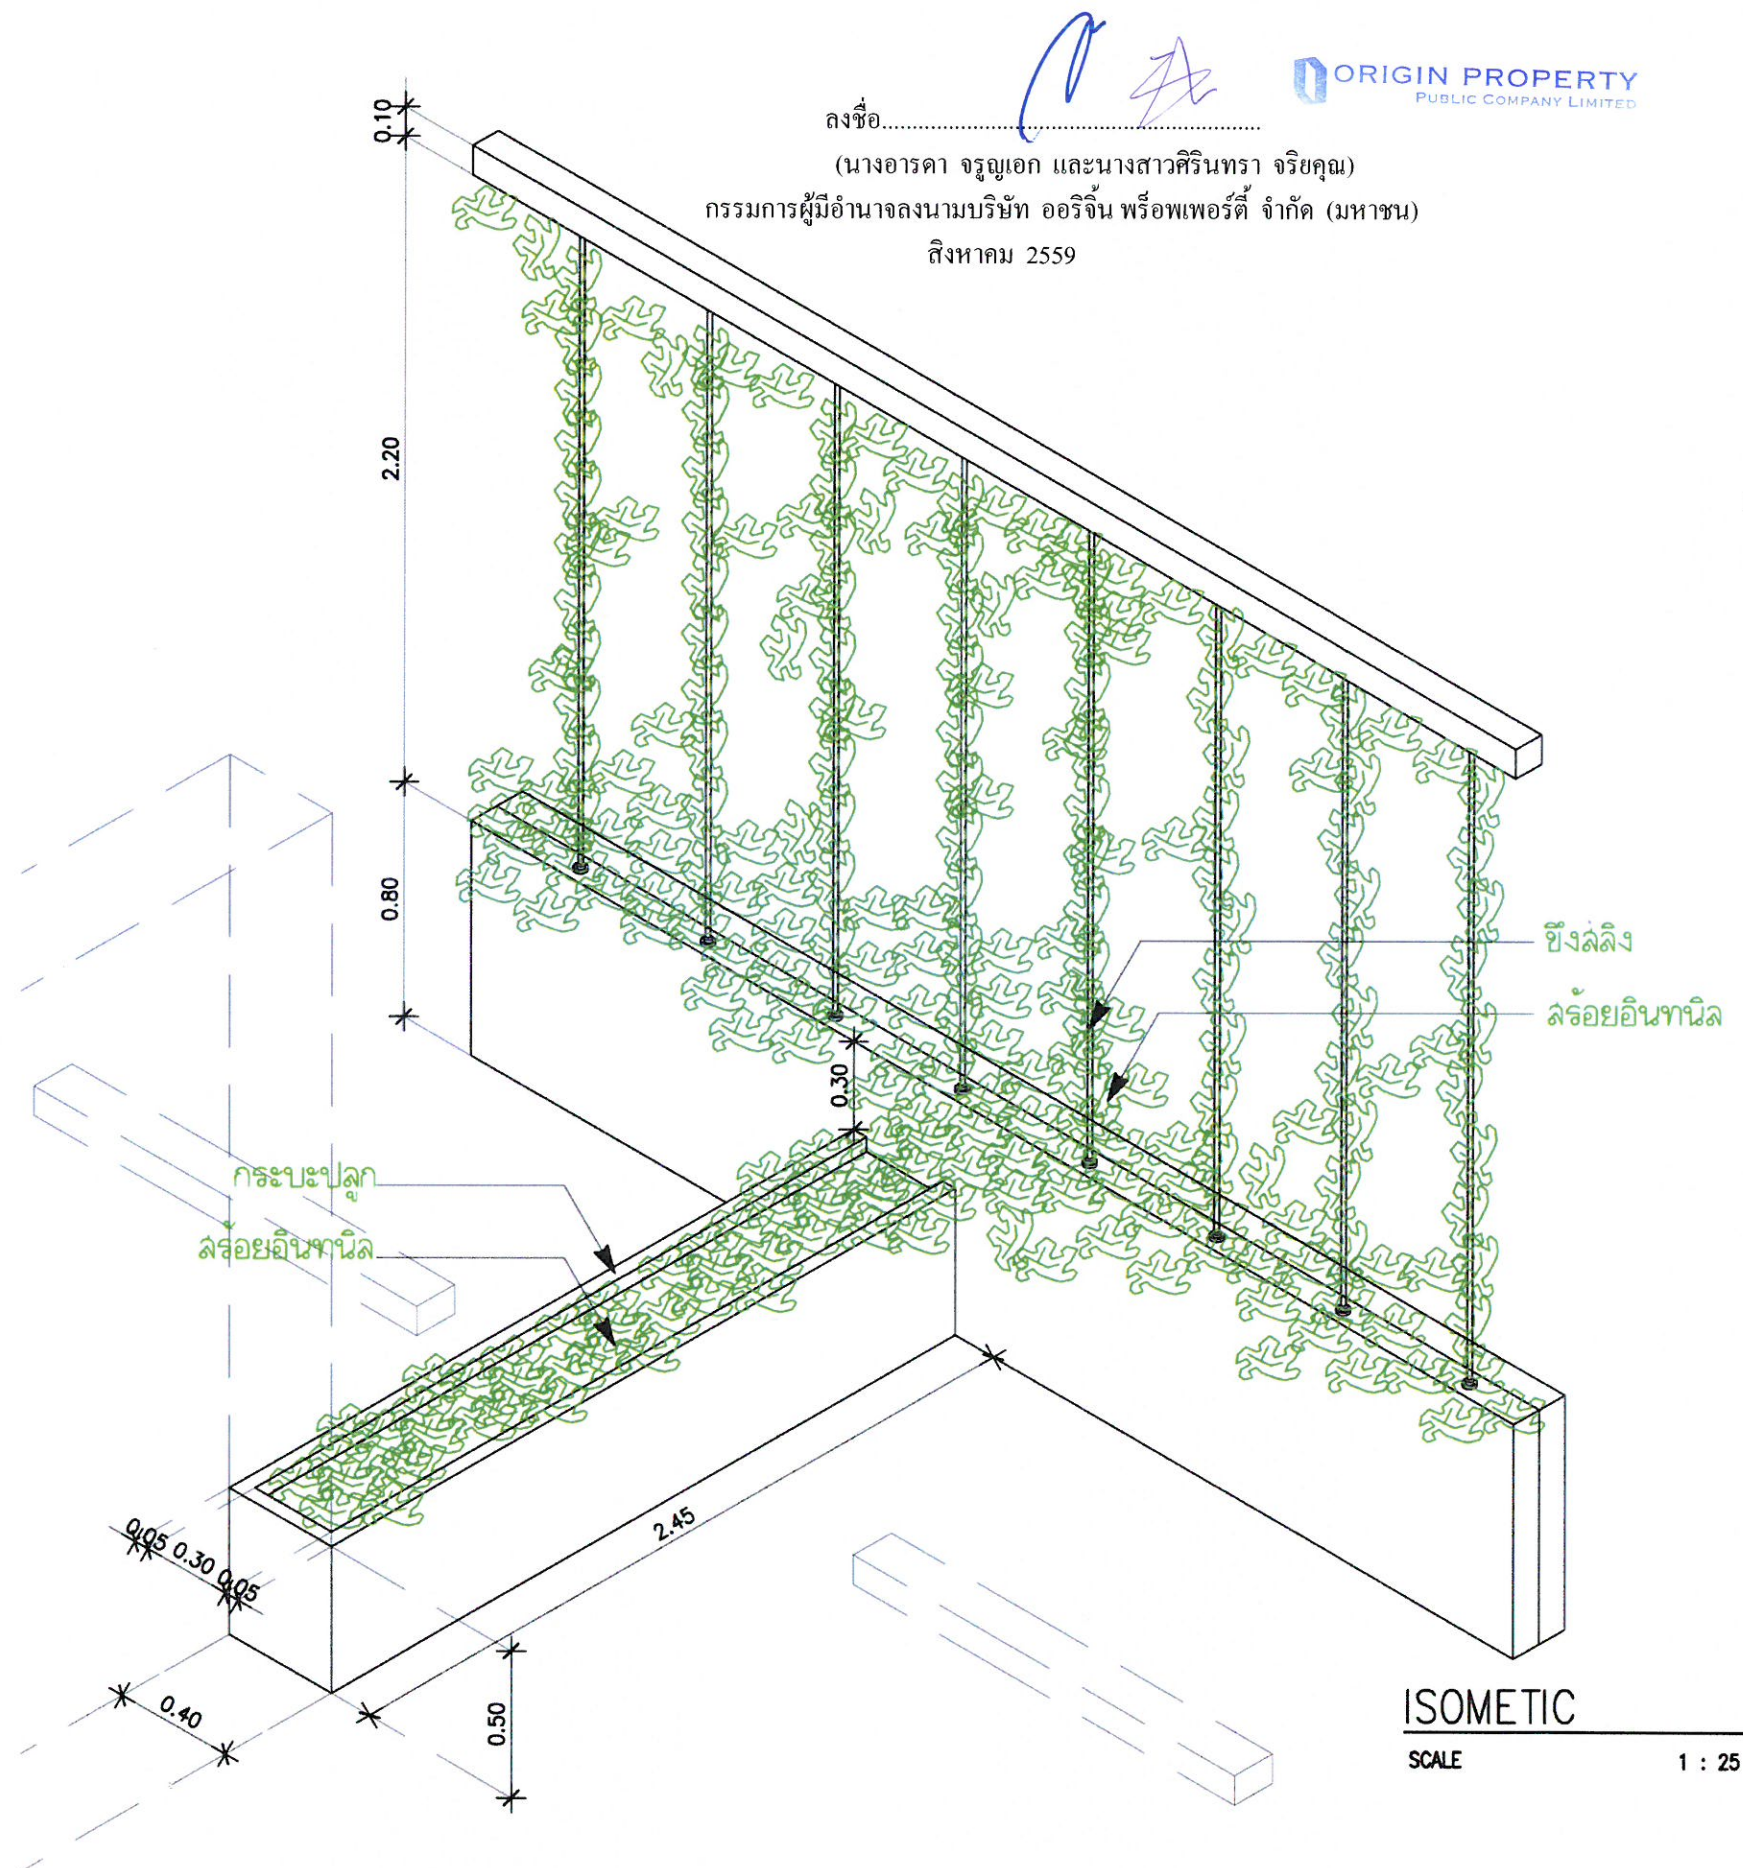 ORIGIN PROPERTY
PUBLIC COMPANY LIMITED
ลงชื่อ
(นางอารดา จรูญเอก และนางสาวศิรินทรา จริยคุณ)
กรรมการผู้มีอำนาจลงนามบริษัท ออริจิ้น พร็อพเพอร์ตี้ จำกัด (มหาชน)
สิงหาคม 2559
0.10
2.20
0.80
ขึงสลิง
สร้อยอินทนิล
0.30
กระบะปลูก
สร้อยอินทนิล
0.05 0.30 0.05
2.45
0.40
0.50
ISOMETIC
SCALE 1 : 25